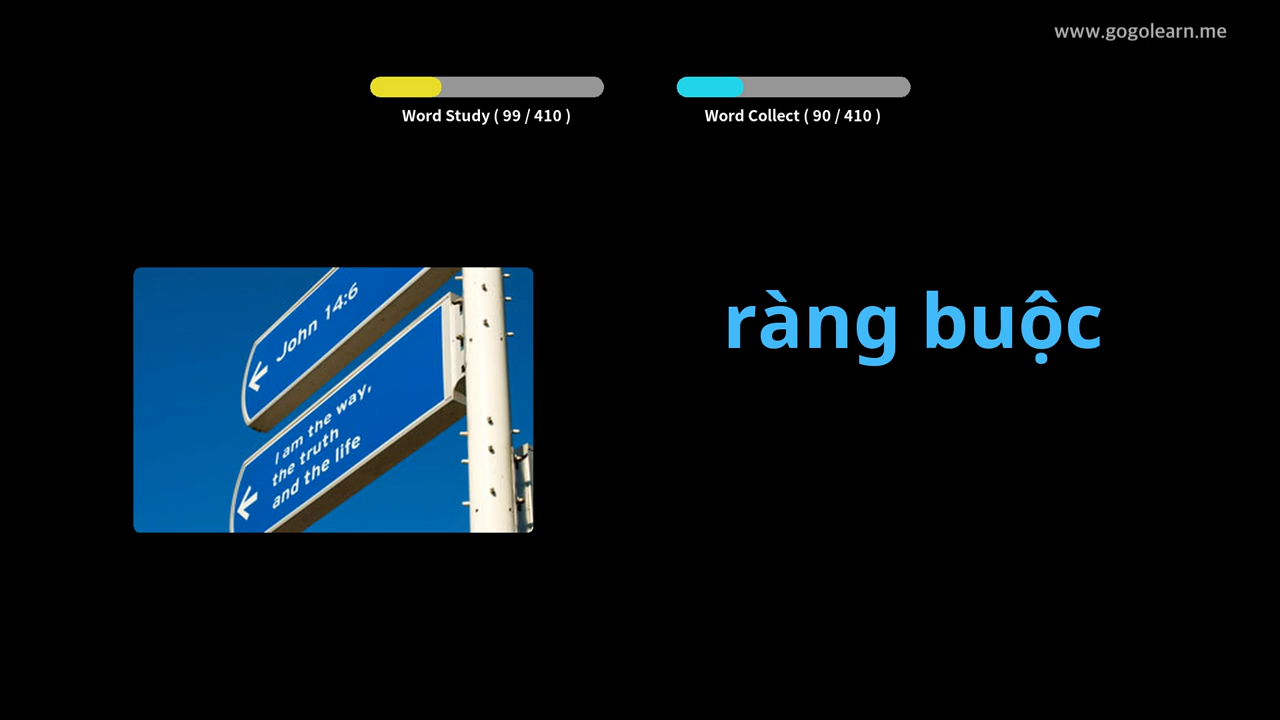 www.gogolearn.me
Word Study ( 99 / 410 )
Word Collect ( 90 / 410 )
John 14:6
I am the way,
the truth
and the life
ràng buộc